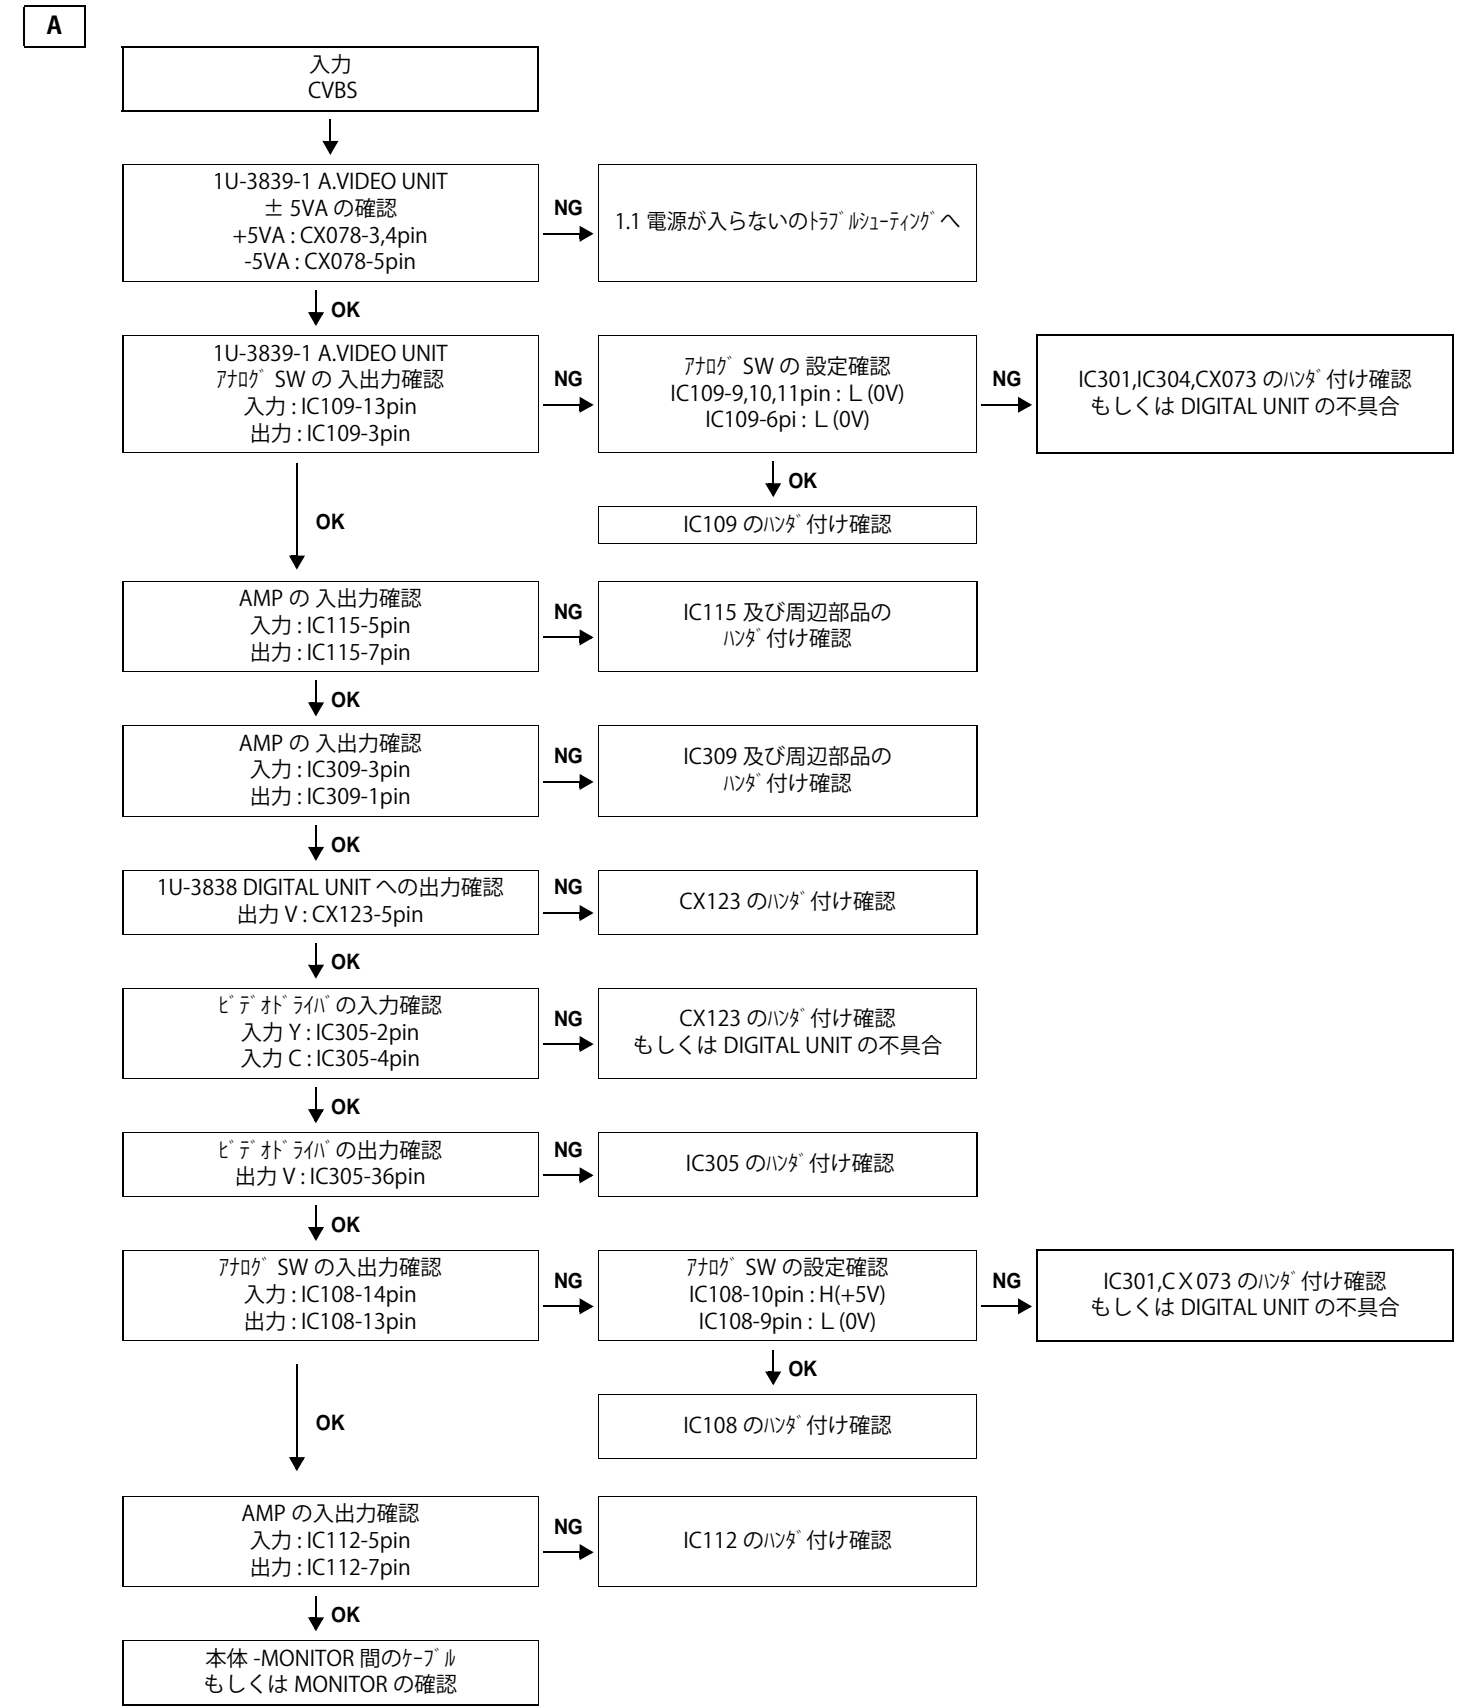 A
入力
CVBS
1U-3839-1 A.VIDEO UNIT
± 5VA の確認
+5VA : CX078-3,4pin
-5VA : CX078-5pin
NG
1.1 電源が入らないのﾄﾗﾌﾞﾙｼｭｰﾃｨﾝｸﾞへ
OK
1U-3839-1 A.VIDEO UNIT
ｱﾅﾛｸﾞ SW の 入出力確認
入力 : IC109-13pin
出力 : IC109-3pin
NG
ｱﾅﾛｸﾞ SW の 設定確認
IC109-9,10,11pin : L (0V)
IC109-6pi : L (0V)
NG
IC301,IC304,CX073 のﾊﾝﾀﾞ付け確認
もしくは DIGITAL UNIT の不具合
OK
IC109 のﾊﾝﾀﾞ付け確認
OK
AMP の 入出力確認
入力 : IC115-5pin
出力 : IC115-7pin
NG
IC115 及び周辺部品の
ﾊﾝﾀﾞ付け確認
OK
AMP の 入出力確認
入力 : IC309-3pin
出力 : IC309-1pin
NG
IC309 及び周辺部品の
ﾊﾝﾀﾞ付け確認
OK
1U-3838 DIGITAL UNIT への出力確認
出力 V : CX123-5pin
NG
CX123 のﾊﾝﾀﾞ付け確認
OK
ﾋﾞﾃﾞｵﾄﾞﾗｲﾊﾞの入力確認
入力 Y : IC305-2pin
入力 C : IC305-4pin
NG
CX123 のﾊﾝﾀﾞ付け確認
もしくは DIGITAL UNIT の不具合
OK
ﾋﾞﾃﾞｵﾄﾞﾗｲﾊﾞの出力確認
出力 V : IC305-36pin
NG
IC305 のﾊﾝﾀﾞ付け確認
OK
ｱﾅﾛｸﾞ SW の入出力確認
入力 : IC108-14pin
出力 : IC108-13pin
NG
ｱﾅﾛｸﾞ SW の設定確認
IC108-10pin : H(+5V)
IC108-9pin : L (0V)
NG
IC301,CＸ073 のﾊﾝﾀﾞ付け確認
もしくは DIGITAL UNIT の不具合
OK
IC108 のﾊﾝﾀﾞ付け確認
OK
AMP の入出力確認
入力 : IC112-5pin
出力 : IC112-7pin
NG
IC112 のﾊﾝﾀﾞ付け確認
OK
本体 -MONITOR 間のｹｰﾌﾞﾙ
もしくは MONITOR の確認